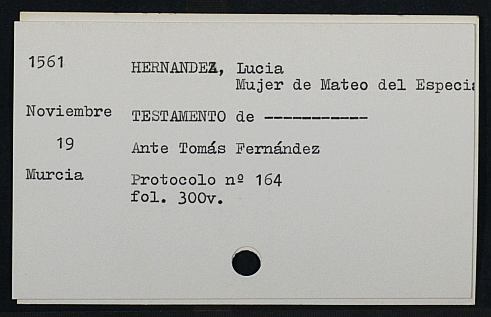 1561
HERNANDEZ, Lucia
Mujer de Mateo del Especia
Noviembre
TESTAMENTO de -----------
19
Ante Tomás Fernández
Murcia
Protocolo nº 164
fol. 300v.